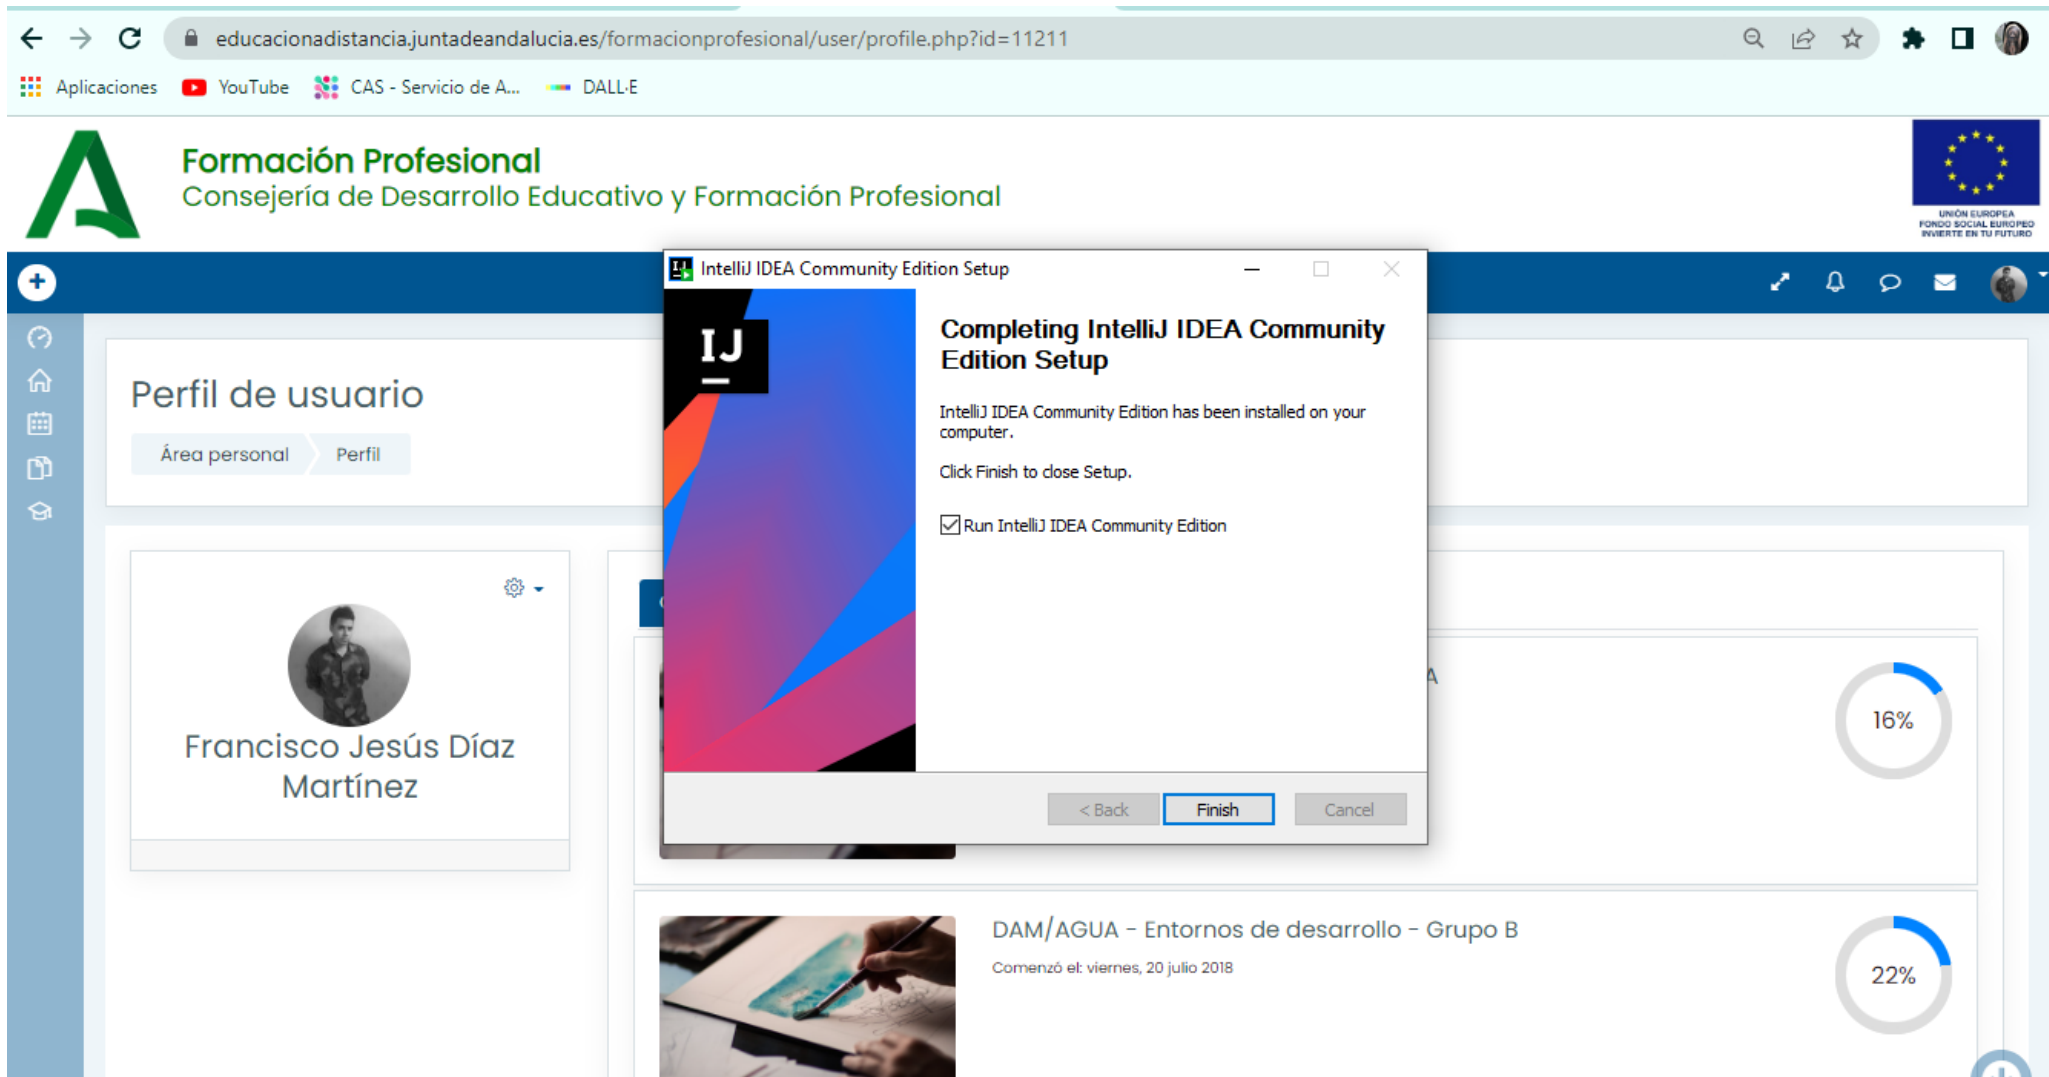 educacionadistancia.juntadeandalucia.es/formacionprofesional/user/profile.php?id=11211
Aplicaciones YouTube CAS - Servicio de A... DALL·E
Formación Profesional
Consejería de Desarrollo Educativo y Formación Profesional
UNIÓN EUROPEA
FONDO SOCIAL EUROPEO
INVIERTE EN TU FUTURO
IntelliJ IDEA Community Edition Setup
IJ
Completing IntelliJ IDEA Community
Edition Setup
IntelliJ IDEA Community Edition has been installed on your
computer.
Click Finish to close Setup.
Run IntelliJ IDEA Community Edition
< Back Finish Cancel
Perfil de usuario
Área personal Perfil
Francisco Jesús Díaz
Martínez
A
16%
DAM/AGUA - Entornos de desarrollo - Grupo B
Comenzó el: viernes, 20 julio 2018
22%